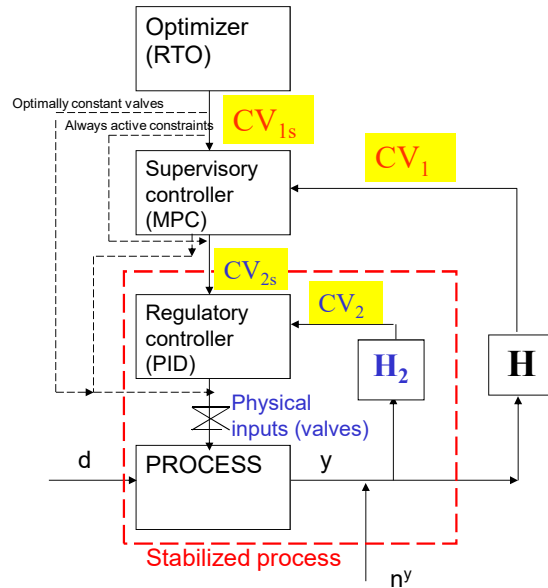 Optimizer
(RTO)
Optimally constant valves
Always active constraints
CV1s
CV1
Supervisory
controller
(MPC)
CV2s
CV2
Regulatory
controller
(PID)
H2
H
Physical
inputs (valves)
d
PROCESS
y
Stabilized process
ny